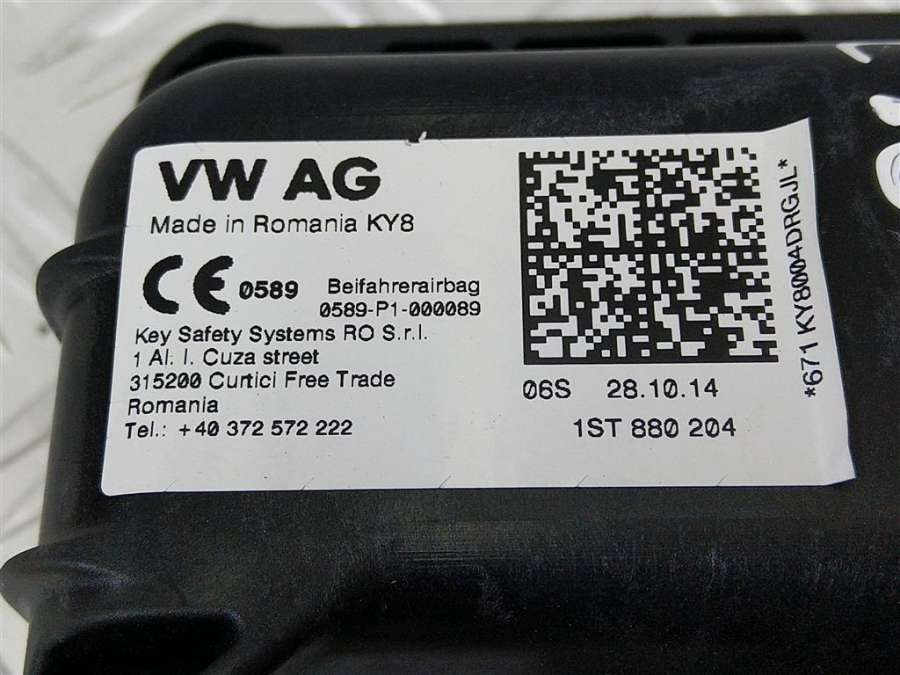 VW AG
Made in Romania KY8
CE 0589 Beifahrerairbag
0589-P1-000089
Key Safety Systems RO S.r.l.
1 Al. I. Cuza street
315200 Curtici Free Trade
Romania
Tel.: +40 372 572 222
06S 28.10.14
1ST 880 204
*671 KY8004DRGJL*